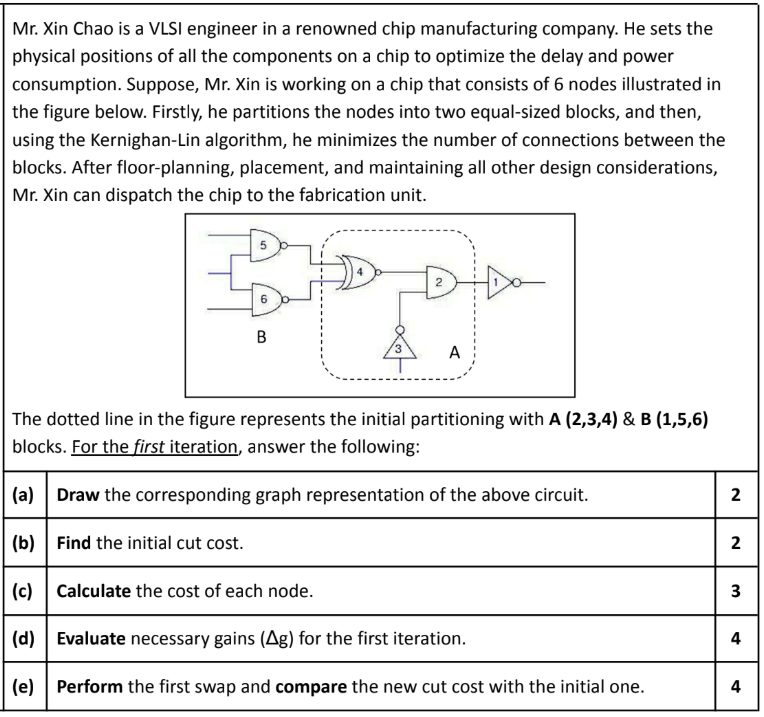 Mr. Xin Chao is a VLSI engineer in a renowned chip manufacturing company. He sets the
physical positions of all the components on a chip to optimize the delay and power
consumption. Suppose, Mr. Xin is working on a chip that consists of 6 nodes illustrated in
the figure below. Firstly, he partitions the nodes into two equal-sized blocks, and then,
using the Kernighan-Lin algorithm, he minimizes the number of connections between the
blocks. After floor-planning, placement, and maintaining all other design considerations,
Mr. Xin can dispatch the chip to the fabrication unit.
5
4
2
1
6
B
3
A
The dotted line in the figure represents the initial partitioning with A (2,3,4) & B (1,5,6)
blocks. For the first iteration, answer the following:
(a) Draw the corresponding graph representation of the above circuit. 2
(b) Find the initial cut cost. 2
(c) Calculate the cost of each node. 3
(d) Evaluate necessary gains (Δg) for the first iteration. 4
(e) Perform the first swap and compare the new cut cost with the initial one. 4